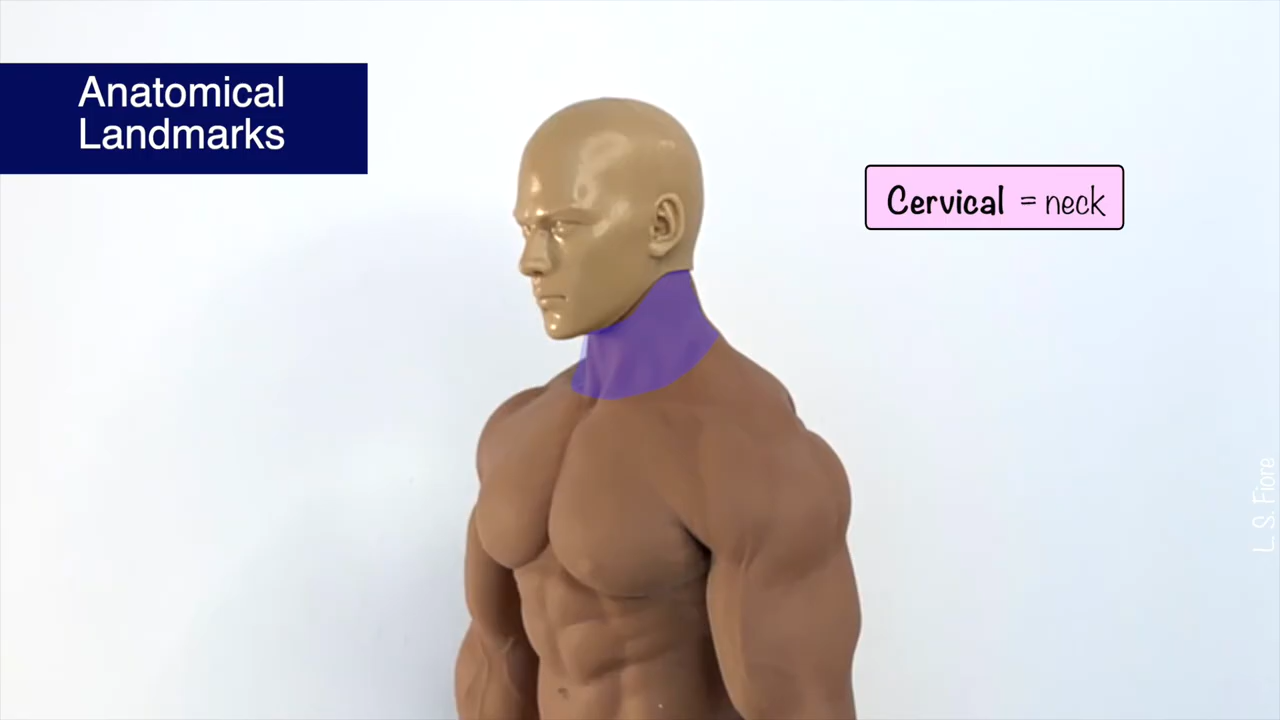 Anatomical
Landmarks
Cervical = neck
L. S. Fiore